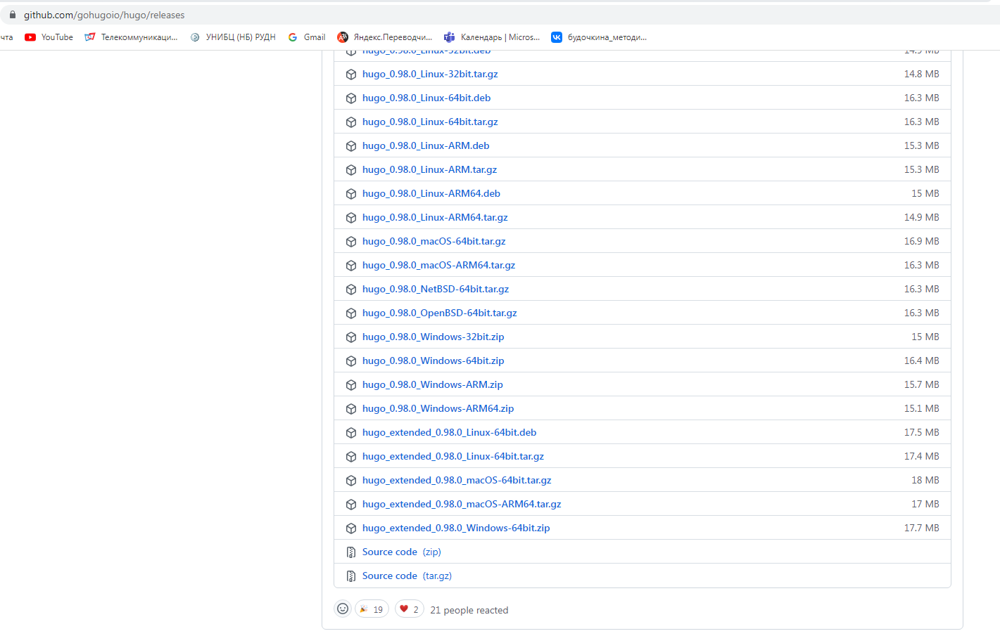 github.com/gohugoio/hugo/releases
чта YouTube Телекоммуникаци... УНИБЦ (НБ) РУДН Gmail Яндекс.Переводчи... Календарь | Micros... будочкина_методи...
hugo_0.98.0_Linux-32bit.deb 14.9 MB
hugo_0.98.0_Linux-32bit.tar.gz 14.8 MB
hugo_0.98.0_Linux-64bit.deb 16.3 MB
hugo_0.98.0_Linux-64bit.tar.gz 16.3 MB
hugo_0.98.0_Linux-ARM.deb 15.3 MB
hugo_0.98.0_Linux-ARM.tar.gz 15.3 MB
hugo_0.98.0_Linux-ARM64.deb 15 MB
hugo_0.98.0_Linux-ARM64.tar.gz 14.9 MB
hugo_0.98.0_macOS-64bit.tar.gz 16.9 MB
hugo_0.98.0_macOS-ARM64.tar.gz 16.3 MB
hugo_0.98.0_NetBSD-64bit.tar.gz 16.3 MB
hugo_0.98.0_OpenBSD-64bit.tar.gz 16.3 MB
hugo_0.98.0_Windows-32bit.zip 15 MB
hugo_0.98.0_Windows-64bit.zip 16.4 MB
hugo_0.98.0_Windows-ARM.zip 15.7 MB
hugo_0.98.0_Windows-ARM64.zip 15.1 MB
hugo_extended_0.98.0_Linux-64bit.deb 17.5 MB
hugo_extended_0.98.0_Linux-64bit.tar.gz 17.4 MB
hugo_extended_0.98.0_macOS-64bit.tar.gz 18 MB
hugo_extended_0.98.0_macOS-ARM64.tar.gz 17 MB
hugo_extended_0.98.0_Windows-64bit.zip 17.7 MB
Source code (zip)
Source code (tar.gz)
19 2 21 people reacted